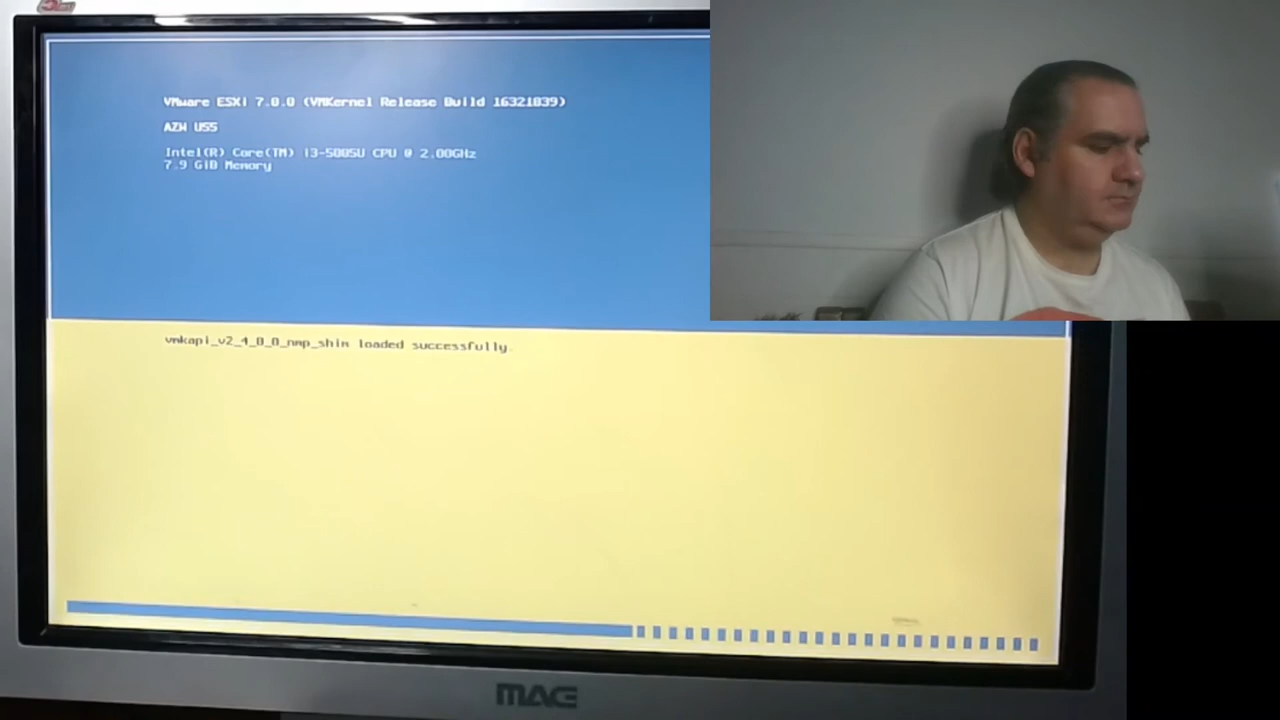 VMware ESXi 7.0.0 (VMKernel Release Build 16321839)
AZW U55
Intel(R) Core(TM) i3-5005U CPU @ 2.00GHz
7.9 GiB Memory
vmkapi_v2_4_0_0_nmp_shim loaded successfully.
MAG